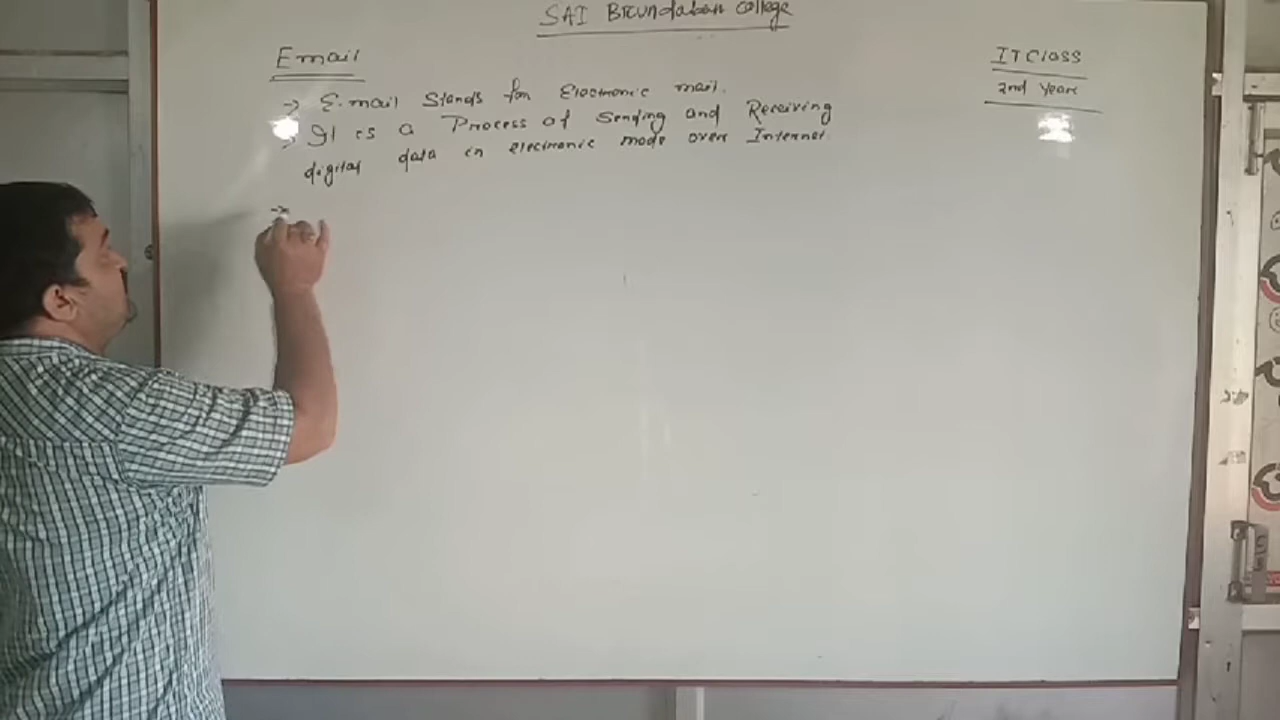 SAI Brundaban College
Email
IT Class
2nd Year
→ E.mail Stands for Electronic mail.
→ It is a Process of Sending and Receiving
digital data in electronic mode over Internet
→